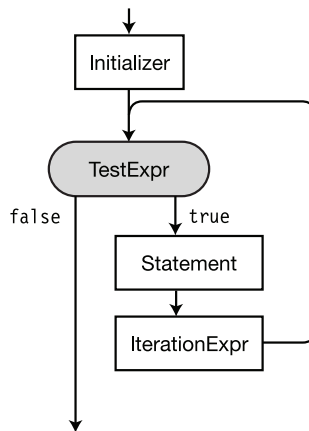 Initializer
TestExpr
false
true
Statement
IterationExpr